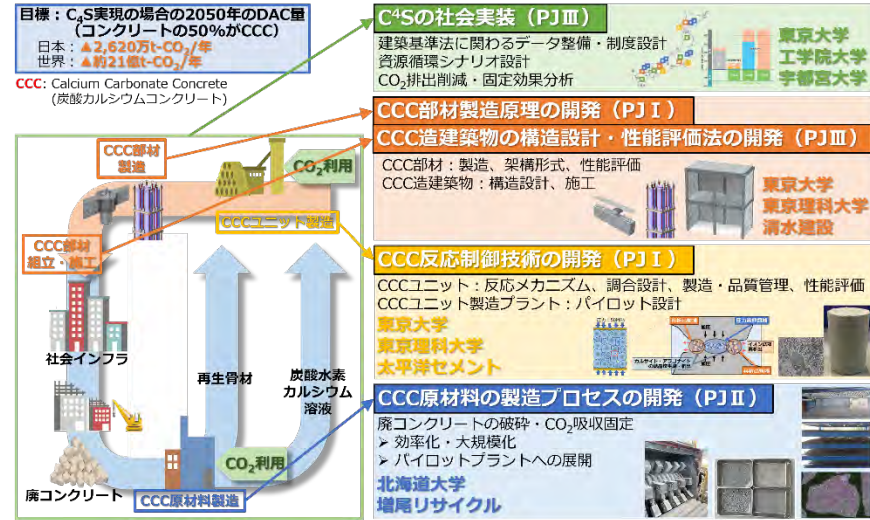 目標：C4S実現の場合の2050年のDAC量
（コンクリートの50%がCCC）
日本：▲2,620万t-CO2/年
世界：▲約21億t-CO2/年
CCC: Calcium Carbonate Concrete
(炭酸カルシウムコンクリート)
CCC部材
製造
CO2利用
CCCユニット製造
CCC部材
組立・施工
社会インフラ
再生骨材
炭酸水素
カルシウム
溶液
廃コンクリート
CO2利用
CCC原材料製造
C4Sの社会実装（PJⅢ）
建築基準法に関わるデータ整備・制度設計
資源循環シナリオ設計
CO2排出削減・固定効果分析
東京大学
工学院大学
宇都宮大学
CCC部材製造原理の開発（PJⅠ）
CCC造建築物の構造設計・性能評価法の開発（PJⅢ）
CCC部材：製造、架構形式、性能評価
CCC造建築物：構造設計、施工
東京大学
東京理科大学
清水建設
CCC反応制御技術の開発（PJⅠ）
CCCユニット：反応メカニズム、調合設計、製造・品質管理、性能評価
CCCユニット製造プラント：パイロット設計
東京大学
東京理科大学
太平洋セメント
CCC原材料の製造プロセスの開発（PJⅡ）
廃コンクリートの破砕・CO2吸収固定
➢ 効率化・大規模化
➢ パイロットプラントへの展開
北海道大学
増尾リサイクル